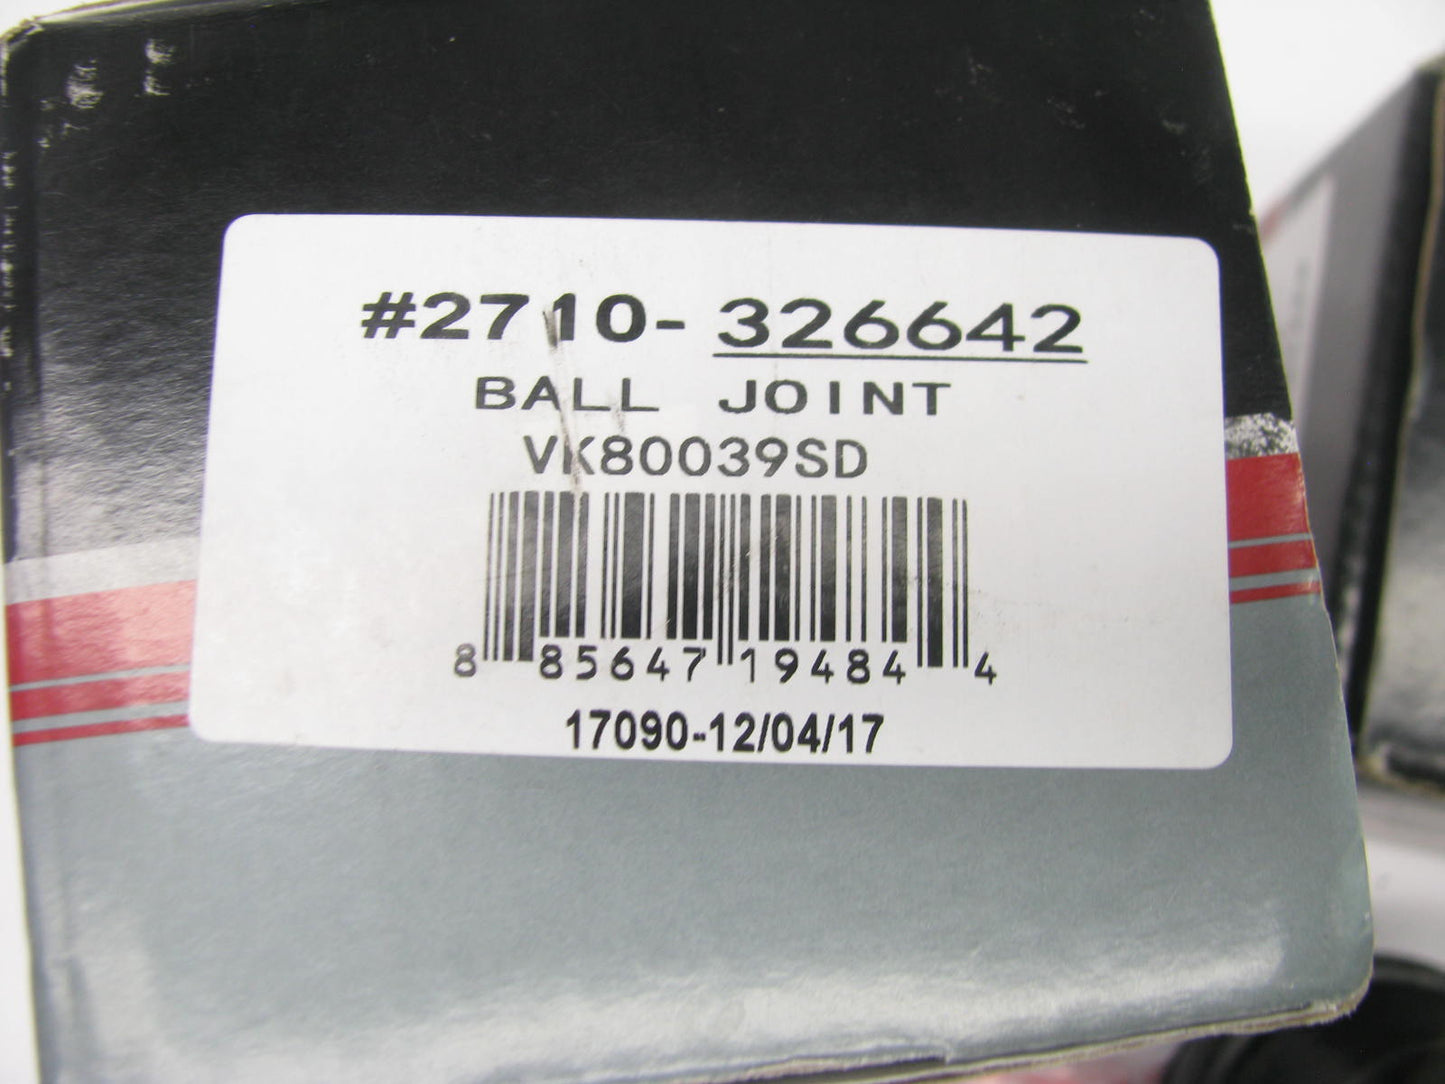 #2710-326642
BALL JOINT
VK80039SD
8 85647 19484 4
17090-12/04/17